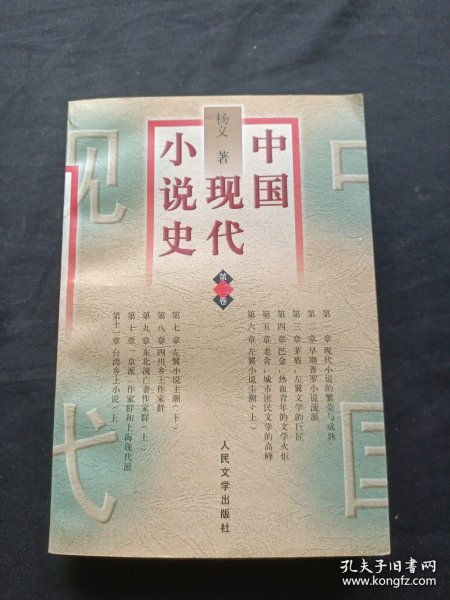 中国
现代
小说史
杨义 著
第二卷
第一章 现代小说的繁荣与成熟
第二章 早期普罗小说流派
第三章 茅盾:左翼文学的巨匠
第四章 巴金:热血青年的文学火炬
第五章 老舍:城市庶民文学的高峰
第六章 左翼小说主潮(上)
第七章 左翼小说主潮(下)
第八章 四川乡土作家群
第九章 东北流亡者作家群(上)
第十章 “京派”作家群和上海现代派
第十一章 台湾乡土小说(上)
人民文学出版社
现
代
中
国
孔夫子旧书网
www.kongfz.com